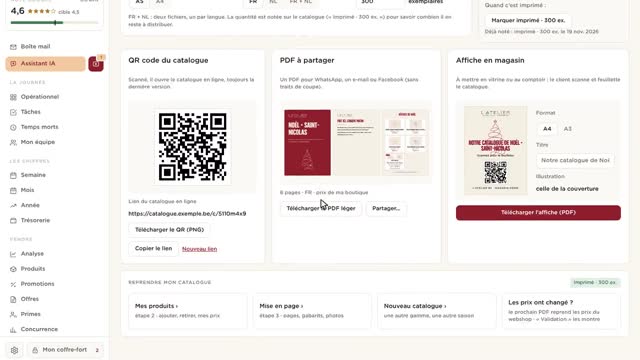 4,6 ★★★★☆ cible 4,5
Boîte mail
Assistant IA
LA JOURNÉE
Opérationnel
Tâches
Temps morts
Mon équipe
LES CHIFFRES
Semaine
Mois
Année
Trésorerie
VENDRE
Analyse
Produits
Promotions
Offres
Primes
Concurrence
Mon coffre-fort 2
A5 A4 FR NL FR + NL 300 exemplaires
FR + NL : deux fichiers, un par langue. La quantité est notée sur le catalogue (« Imprimé · 300 ex. ») pour savoir combien il en
reste à distribuer.
Quand c'est imprimé :
Marquer imprimé · 300 ex.
Déjà noté : imprimé · 300 ex. le 19 nov. 2026
QR code du catalogue
Scanné, il ouvre le catalogue en ligne, toujours la
dernière version.
Lien du catalogue en ligne
https://catalogue.exemple.be/c/5110m4x9
Télécharger le QR (PNG)
Copier le lien Nouveau lien
PDF à partager
Un PDF pour WhatsApp, un e-mail ou Facebook (sans
traits de coupe).
NOËL · SAINT-
NICOLAS
6 pages · FR · prix de ma boutique
Télécharger le PDF léger Partager...
Affiche en magasin
À mettre en vitrine ou au comptoir : le client scanne et feuillette
le catalogue.
L'ATELIER
NOTRE CATALOGUE DE NOËL ·
SAINT-NICOLAS
Format
A4 A3
Titre
Notre catalogue de Noë
Illustration
celle de la couverture
Télécharger l'affiche (PDF)
REPRENDRE MON CATALOGUE
Imprimé · 300 ex.
Mes produits ›
étape 2 · ajouter, retirer, mes prix
Mise en page ›
étape 3 · pages, gabarits, photos
Nouveau catalogue ›
une autre gamme, une autre saison
Les prix ont changé ?
le prochain PDF reprend les prix du
webshop · « Validation » les montre